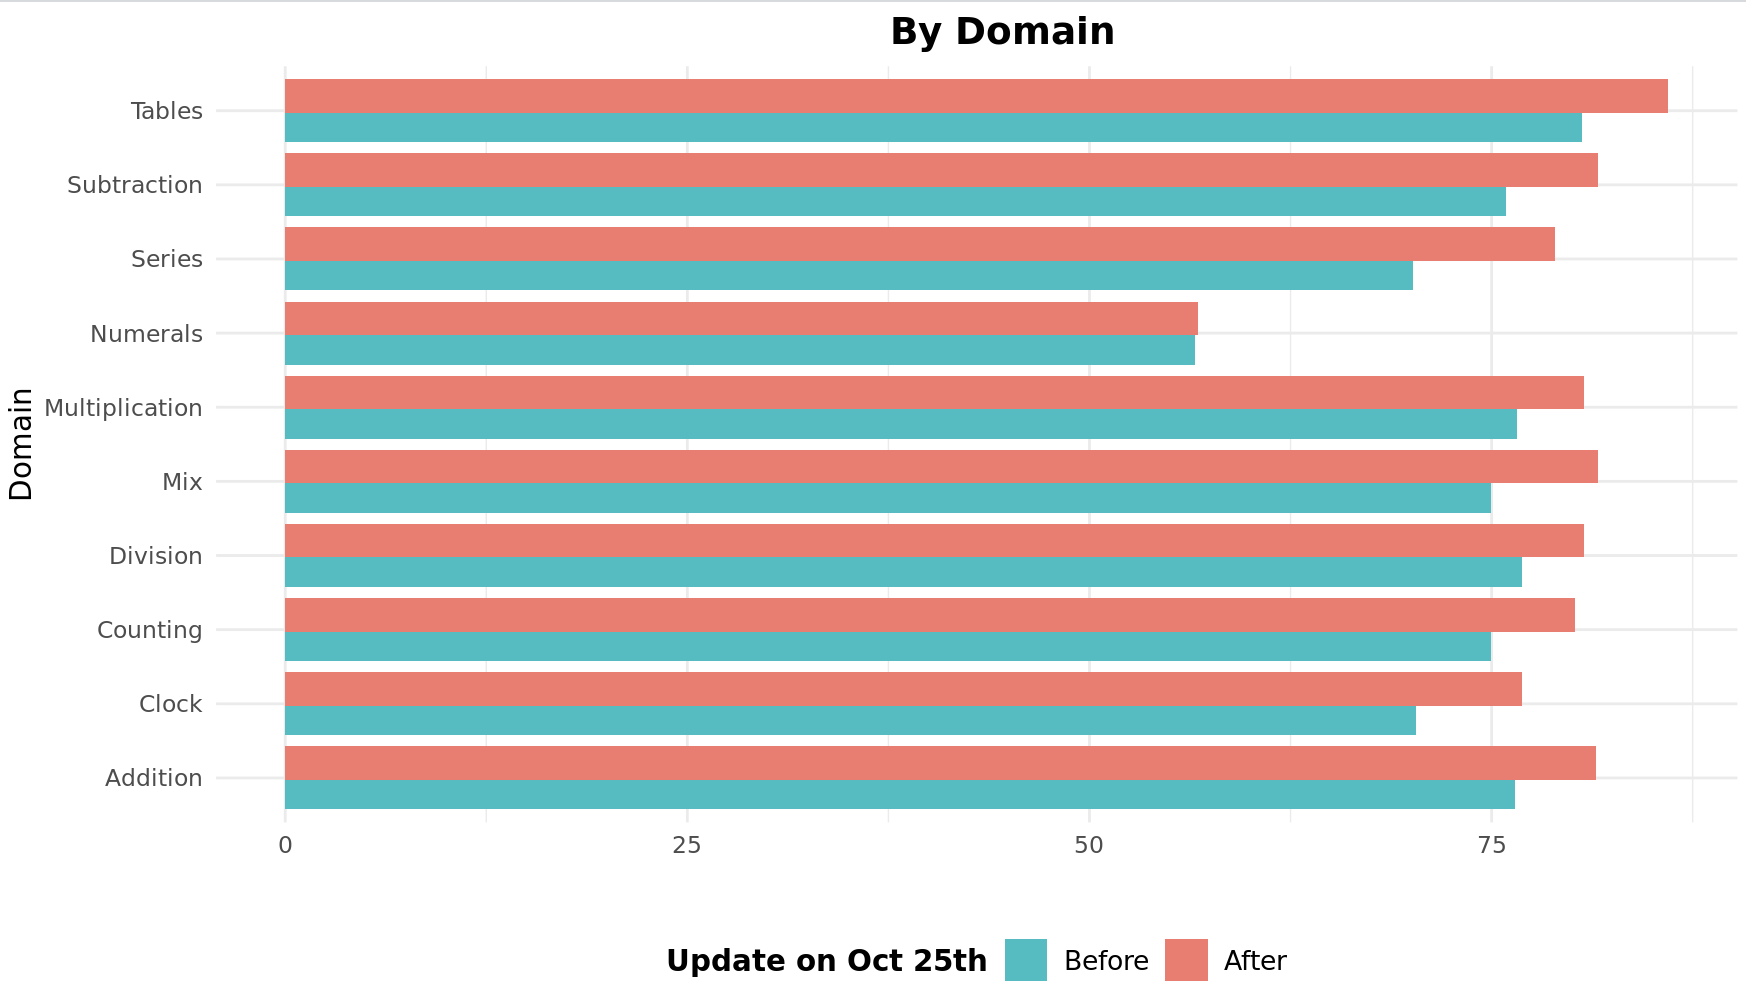 By Domain
Tables
Subtraction
Series
Numerals
Multiplication
Mix
Division
Counting
Clock
Addition
Domain
0 25 50 75
Update on Oct 25th Before After